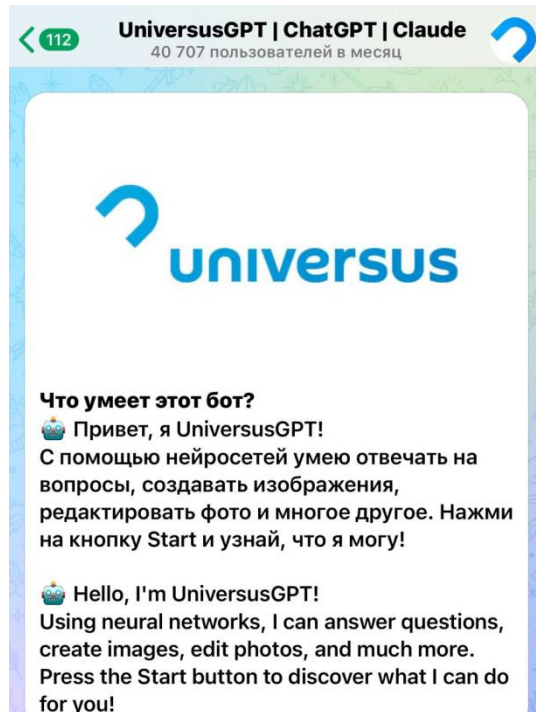 112
UniversusGPT | ChatGPT | Claude
40 707 пользователей в месяц
universus
Что умеет этот бот?
🤖 Привет, я UniversusGPT!
С помощью нейросетей умею отвечать на
вопросы, создавать изображения,
редактировать фото и многое другое. Нажми
на кнопку Start и узнай, что я могу!
🤖 Hello, I'm UniversusGPT!
Using neural networks, I can answer questions,
create images, edit photos, and much more.
Press the Start button to discover what I can do
for you!